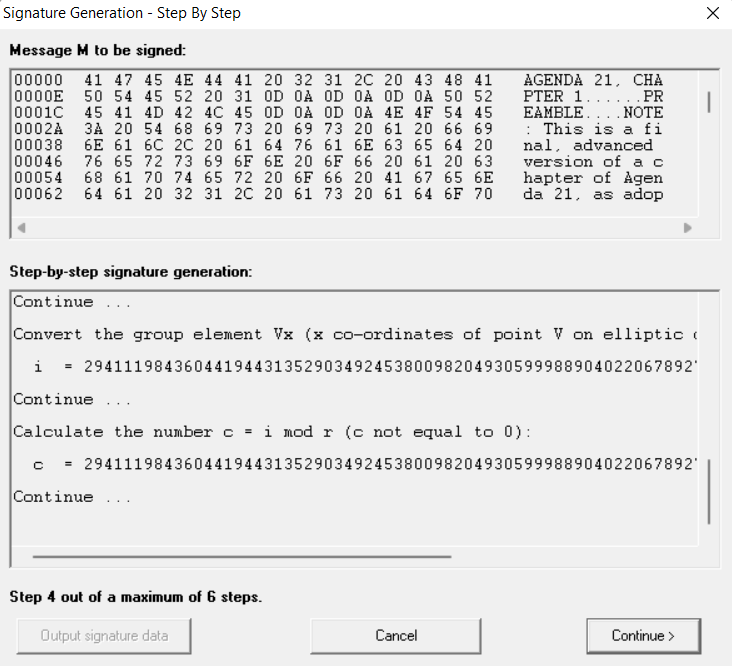 Signature Generation - Step By Step
Message M to be signed:
00000 41 47 45 4E 44 41 20 32 31 2C 20 43 48 41 AGENDA 21, CHA
0000E 50 54 45 52 20 31 0D 0A 0D 0A 0D 0A 50 52 PTER 1......PR
0001C 45 41 4D 42 4C 45 0D 0A 0D 0A 4E 4F 54 45 EAMBLE....NOTE
0002A 3A 20 54 68 69 73 20 69 73 20 61 20 66 69 : This is a fi
00038 6E 61 6C 2C 20 61 64 76 61 6E 63 65 64 20 nal, advanced
00046 76 65 72 73 69 6F 6E 20 6F 66 20 61 20 63 version of a c
00054 68 61 70 74 65 72 20 6F 66 20 41 67 65 6E hapter of Agen
00062 64 61 20 32 31 2C 20 61 73 20 61 64 6F 70 da 21, as adop
Step-by-step signature generation:
Continue ...
Convert the group element Vx (x co-ordinates of point V on elliptic
i = 29411198436044194431352903492453800982049305999889040220678927
Continue ...
Calculate the number c = i mod r (c not equal to 0):
c = 29411198436044194431352903492453800982049305999889040220678927
Continue ...
Step 4 out of a maximum of 6 steps.
Output signature data Cancel Continue >